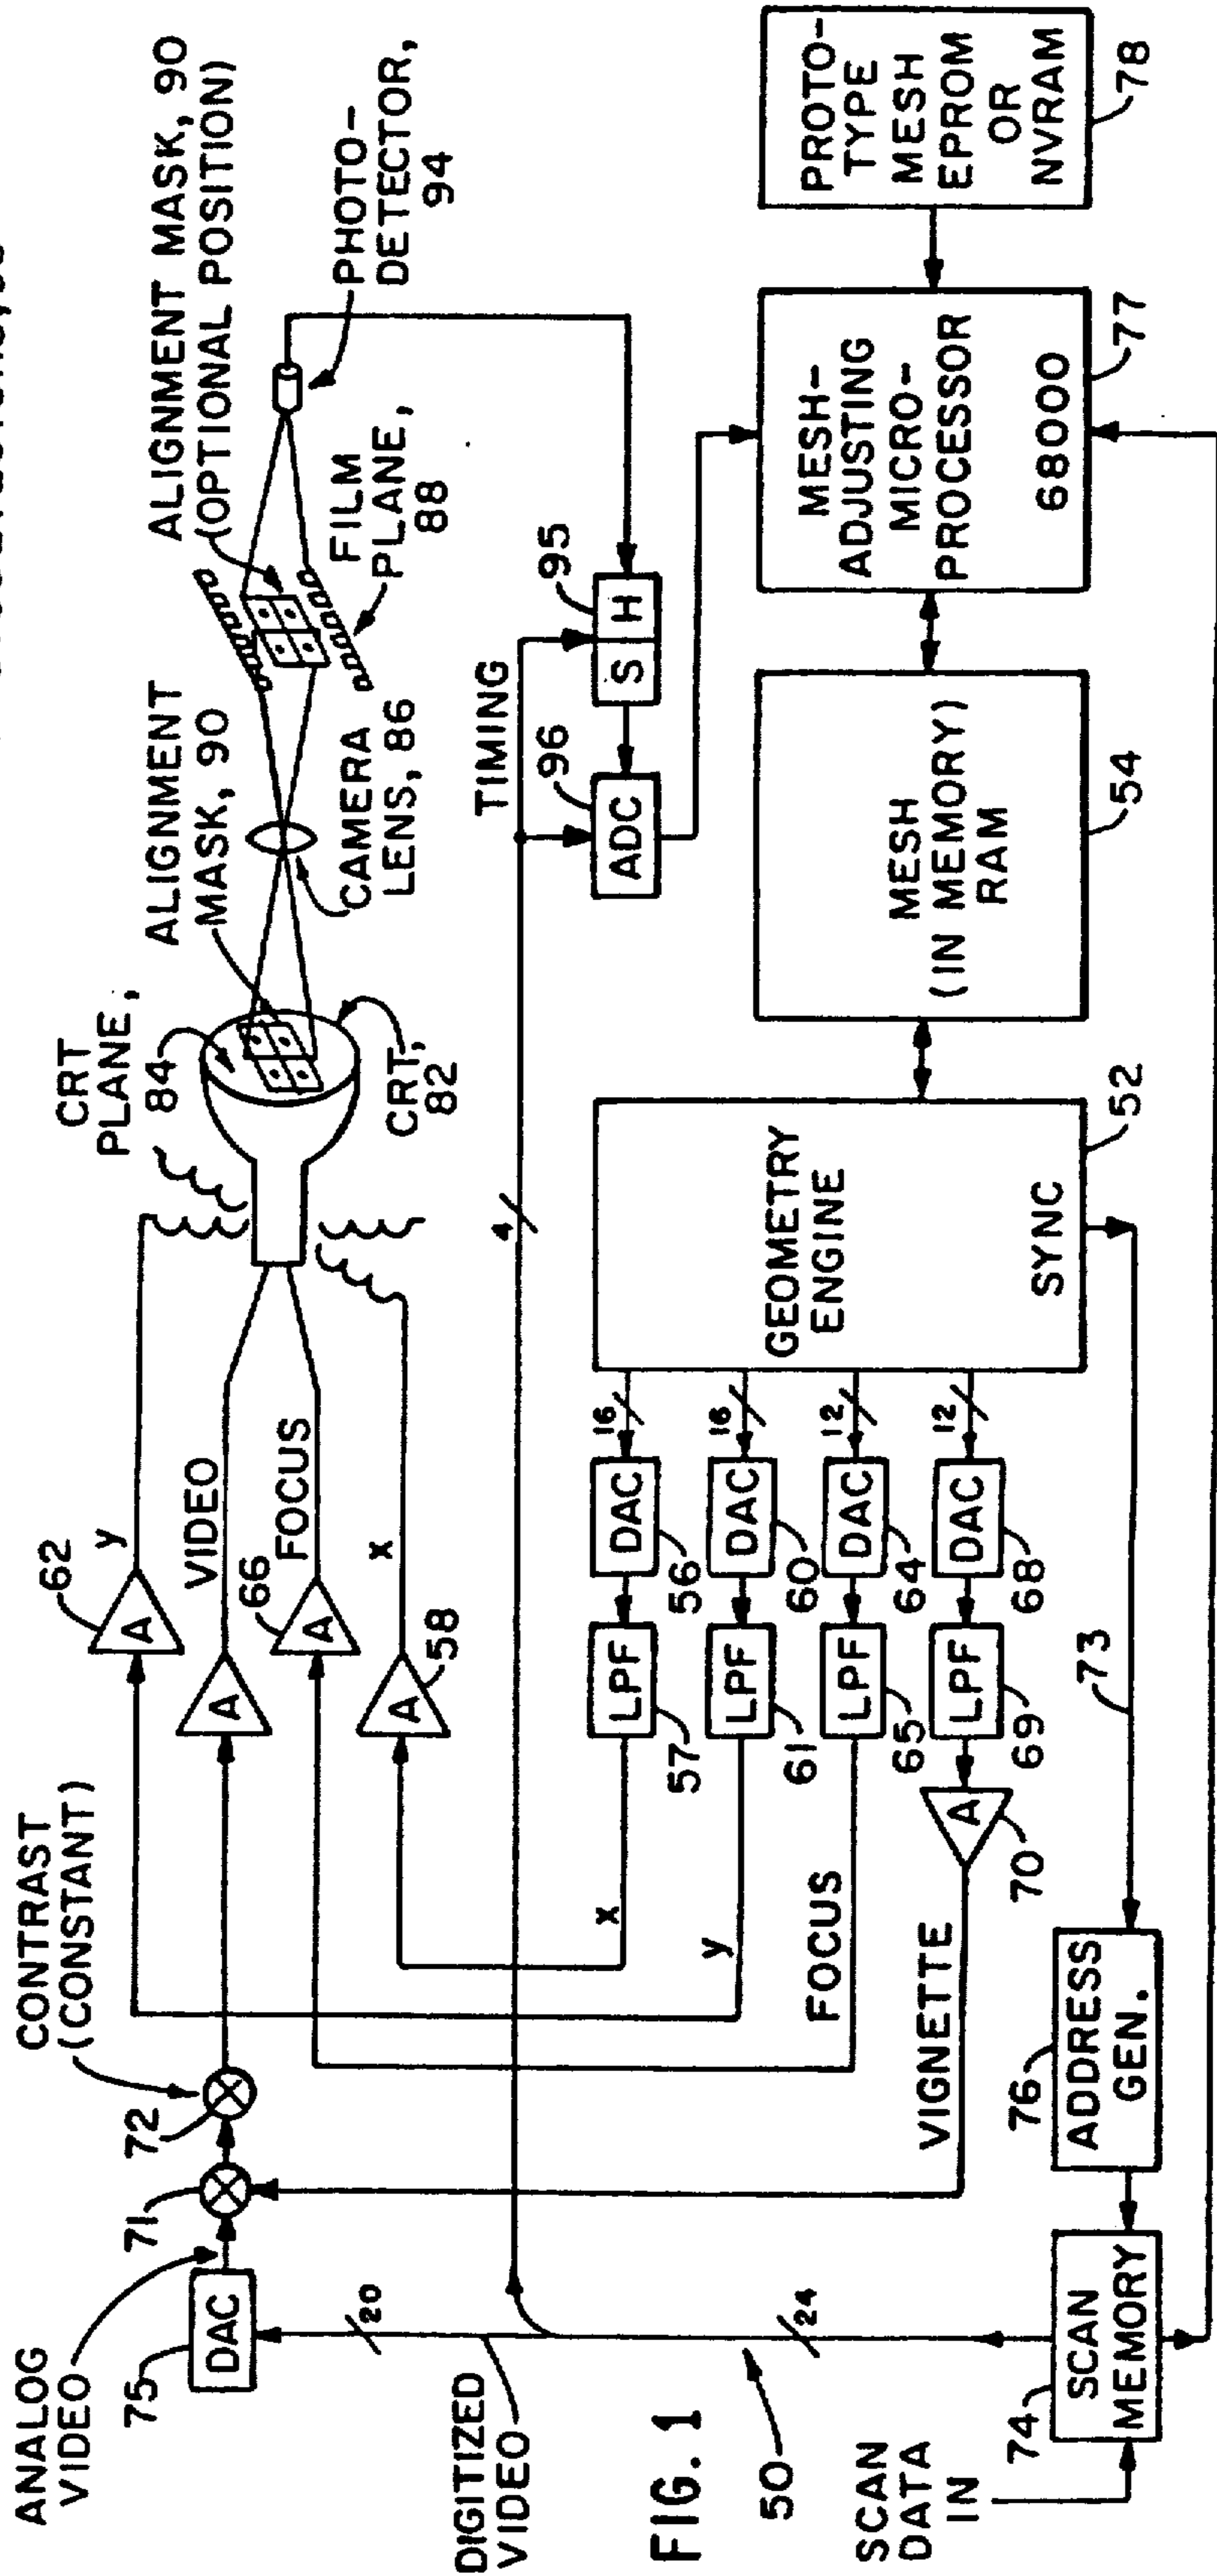 ANALOG
VIDEO
75
DAC
71
72
CONTRAST
(CONSTANT)
62
A
y
A
VIDEO
66
A
FOCUS
A
58
x
CRT
PLANE,
84
CRT,
82
ALIGNMENT
MASK, 90
CAMERA
LENS, 86
ALIGNMENT MASK, 90
(OPTIONAL POSITION)
FILM
PLANE,
88
PHOTO-
DETECTOR,
94
DIGITIZED
VIDEO
20
24
4
TIMING
96
ADC
95
S H
FIG. 1
50
SCAN
DATA
IN
74
SCAN
MEMORY
76
ADDRESS
GEN.
73
x
y
FOCUS
VIGNETTE
A
70
LPF
57
LPF
61
LPF
65
LPF
69
DAC
56
DAC
60
DAC
64
DAC
68
16
16
12
12
GEOMETRY
ENGINE
SYNC
52
MESH
(IN MEMORY)
RAM
54
MESH-
ADJUSTING
MICRO-
PROCESSOR
68000
77
PROTO-
TYPE
MESH
EPROM
OR
NVRAM
78